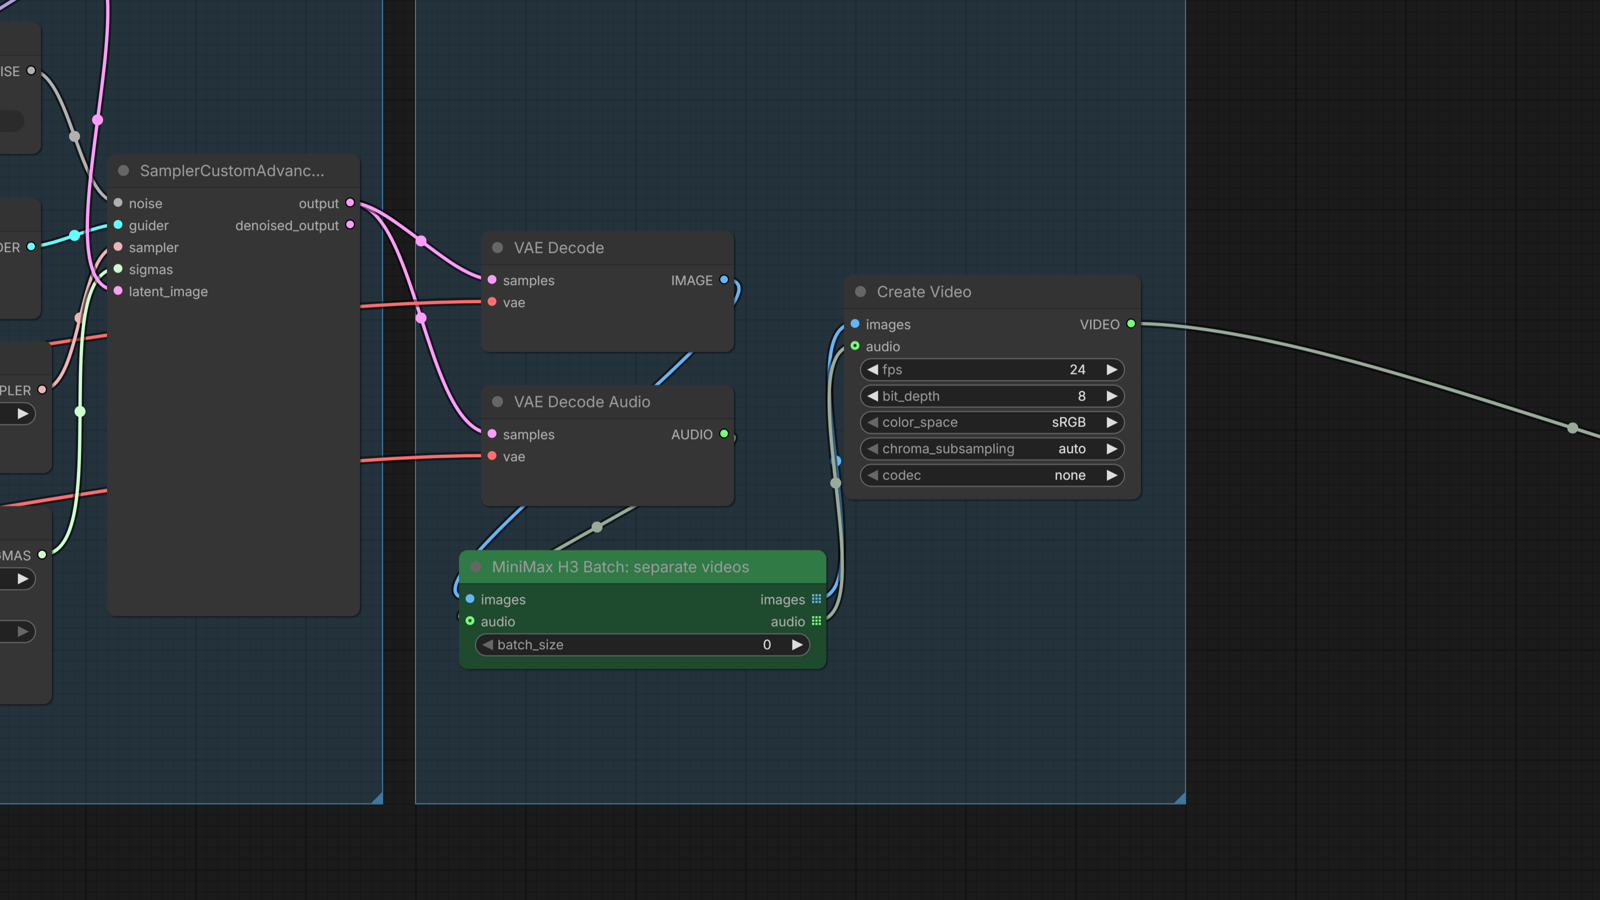 ISE
DER
PLER
GMAS
SamplerCustomAdvanc...
noise
output
guider
denoised_output
sampler
sigmas
latent_image
VAE Decode
samples
IMAGE
vae
VAE Decode Audio
samples
AUDIO
vae
MiniMax H3 Batch: separate videos
images
images
audio
audio
batch_size
0
Create Video
images
VIDEO
audio
fps
24
bit_depth
8
color_space
sRGB
chroma_subsampling
auto
codec
none